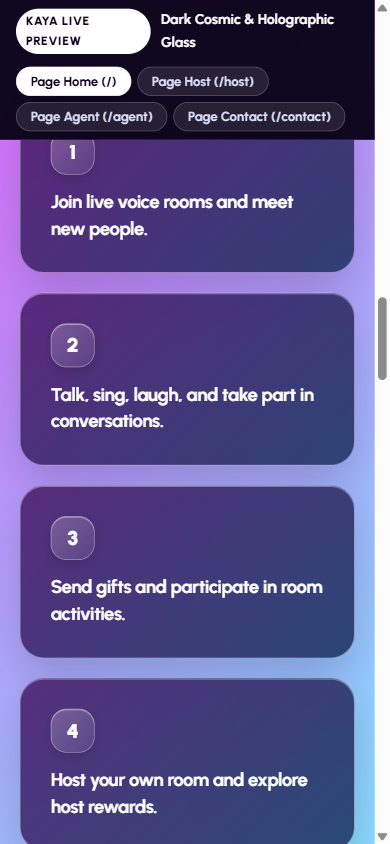 KAYA LIVE
PREVIEW
Dark Cosmic & Holographic
Glass
Page Home (/)
Page Host (/host)
Page Agent (/agent)
Page Contact (/contact)
1
Join live voice rooms and meet
new people.
2
Talk, sing, laugh, and take part in
conversations.
3
Send gifts and participate in room
activities.
4
Host your own room and explore
host rewards.